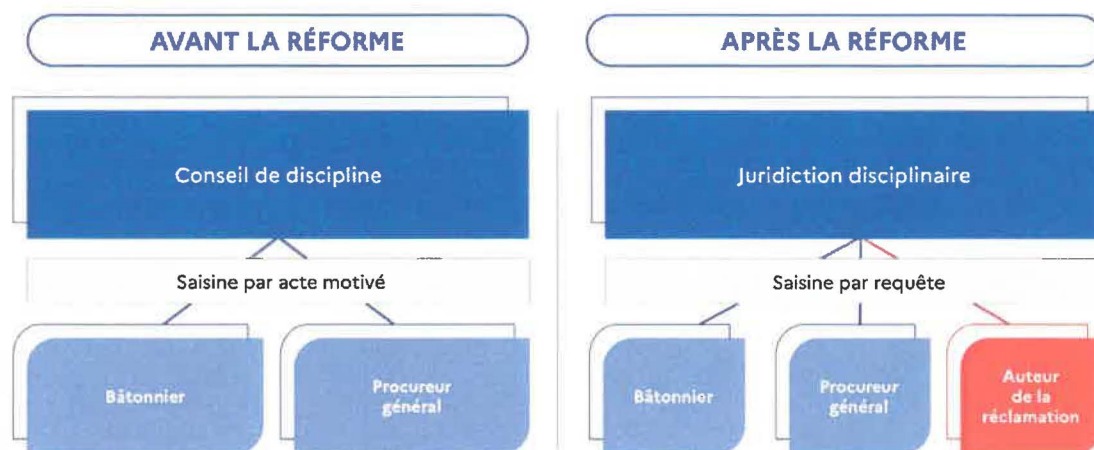 AVANT LA RÉFORME
Conseil de discipline
Saisine par acte motivé
Bâtonnier
Procureur
général
APRÈS LA RÉFORME
Juridiction disciplinaire
Saisine par requête
Bâtonnier
Procureur
général
Auteur
de la
réclamation